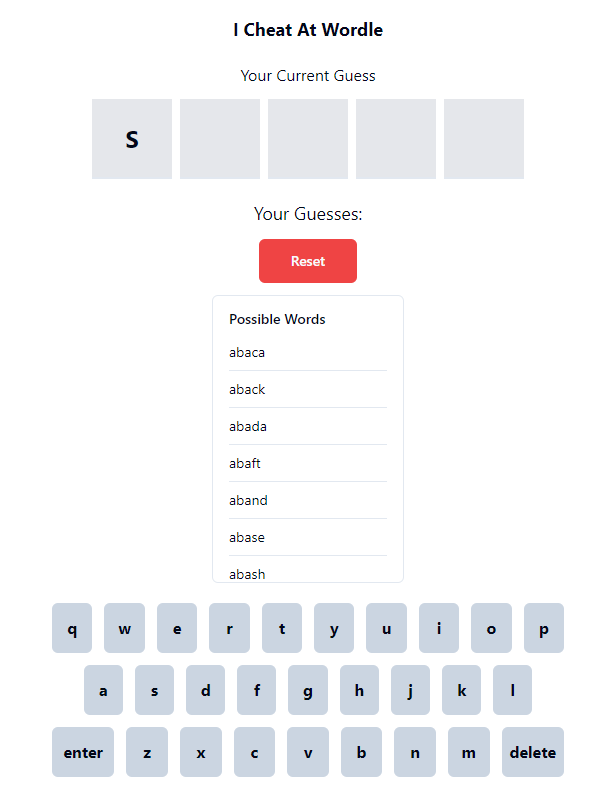 I Cheat At Wordle
Your Current Guess
S
Your Guesses:
Reset
Possible Words
abaca
aback
abada
abaft
aband
abase
abash
q w e r t y u i o p
a s d f g h j k l
enter z x c v b n m delete